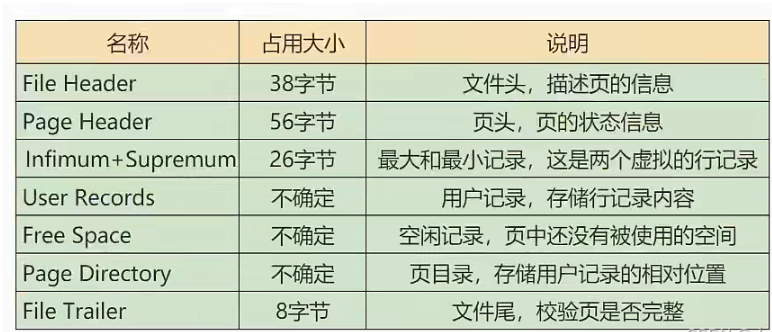 名称 占用大小 说明
File Header 38字节 文件头，描述页的信息
Page Header 56字节 页头，页的状态信息
Infimum+Supremum 26字节 最大和最小记录，这是两个虚拟的行记录
User Records 不确定 用户记录，存储行记录内容
Free Space 不确定 空闲记录，页中还没有被使用的空间
Page Directory 不确定 页目录，存储用户记录的相对位置
File Trailer 8字节 文件尾，校验页是否完整